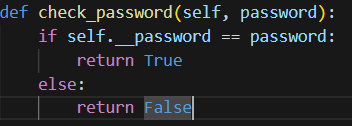 def check_password(self, password):
    if self.__password == password:
        return True
    else:
        return False